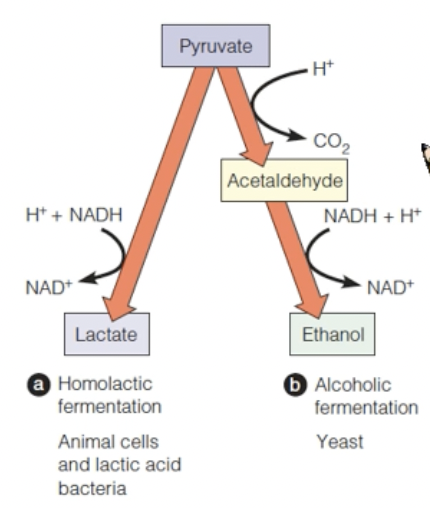 Pyruvate
H⁺
CO₂
Acetaldehyde
H⁺ + NADH
NADH + H⁺
NAD⁺
NAD⁺
Lactate
Ethanol
a Homolactic
fermentation
Animal cells
and lactic acid
bacteria
b Alcoholic
fermentation
Yeast